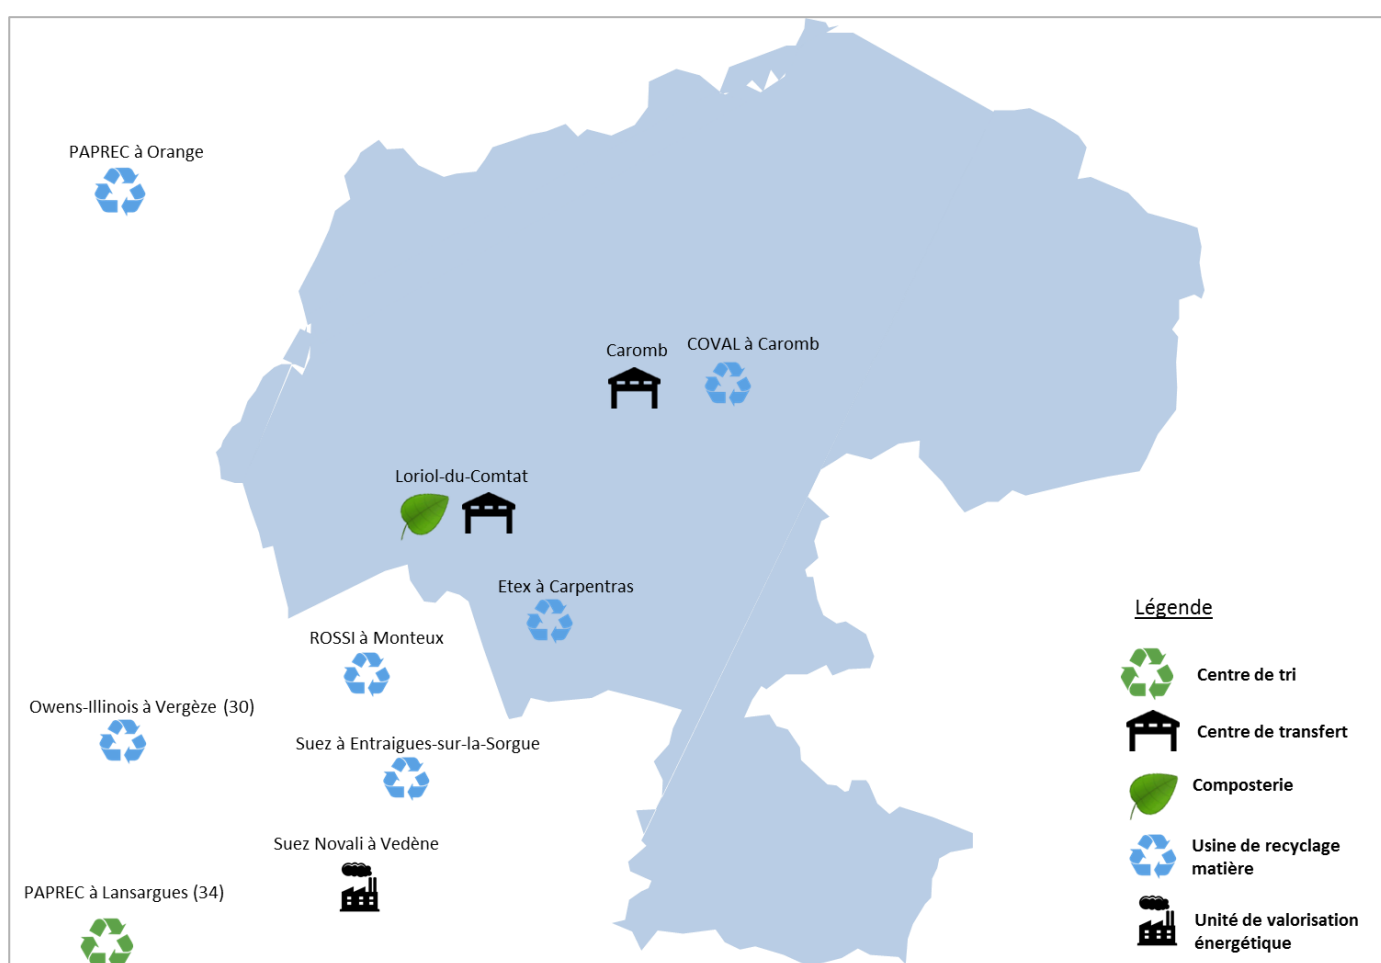 PAPREC à Orange
Caromb
COVAL à Caromb
Loriol-du-Comtat
Etex à Carpentras
ROSSI à Monteux
Owens-Illinois à Vergèze (30)
Suez à Entraigues-sur-la-Sorgue
Suez Novali à Vedène
PAPREC à Lansargues (34)
Légende
Centre de tri
Centre de transfert
Composterie
Usine de recyclage
matière
Unité de valorisation
énergétique